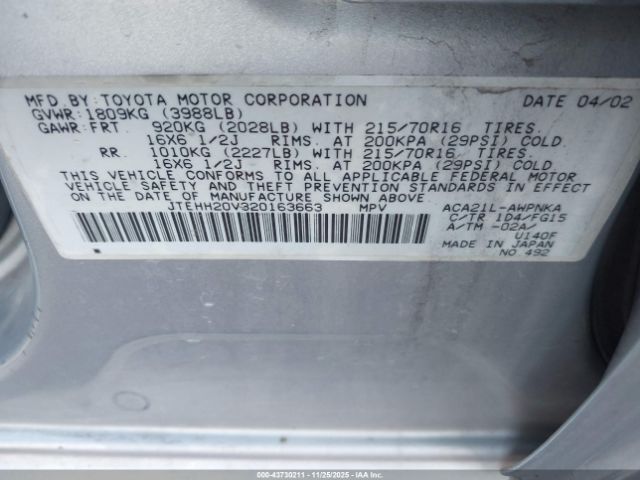 MFD BY: TOYOTA MOTOR CORPORATION DATE 04/02
GVWR: 1809KG (3988LB)
GAWR: FRT. 920KG (2028LB) WITH 215/70R16 TIRES.
16X6 1/2J RIMS. AT 200KPA (29PSI) COLD.
RR. 1010KG (2227LB) WITH 215/70R16 TIRES.
16X6 1/2J RIMS. AT 200KPA (29PSI) COLD.
THIS VEHICLE CONFORMS TO ALL APPLICABLE FEDERAL MOTOR
VEHICLE SAFETY AND THEFT PREVENTION STANDARDS IN EFFECT
ON THE DATE OF MANUFACTURE SHOWN ABOVE.
JTEHH20V320163663 MPV ACA21L-AWPNKA
C/TR 1D4/FG15
A/TM -02A/
U140F
MADE IN JAPAN
NO 492
000-43730211 - 11/25/2025 - IAA INC.